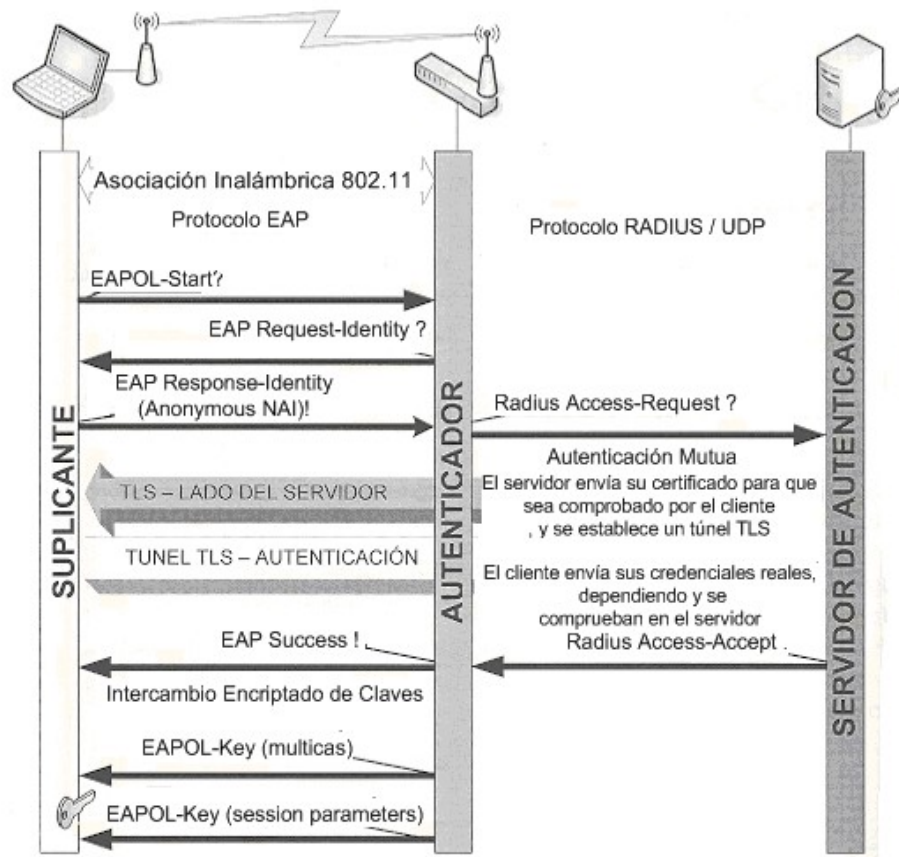 Asociación Inalámbrica 802.11
Protocolo EAP
Protocolo RADIUS / UDP
EAPOL-Start?
EAP Request-Identity ?
EAP Response-Identity
(Anonymous NAI)!
Radius Access-Request ?
Autenticación Mutua
El servidor envía su certificado para que
sea comprobado por el cliente
, y se establece un túnel TLS
TLS – LADO DEL SERVIDOR
TUNEL TLS – AUTENTICACIÓN
El cliente envía sus credenciales reales,
dependiendo y se
comprueban en el servidor
Radius Access-Accept
EAP Success !
Intercambio Encriptado de Claves
EAPOL-Key (multicas)
EAPOL-Key (session parameters)
SUPLICANTE
AUTENTICADOR
SERVIDOR DE AUTENTICACION